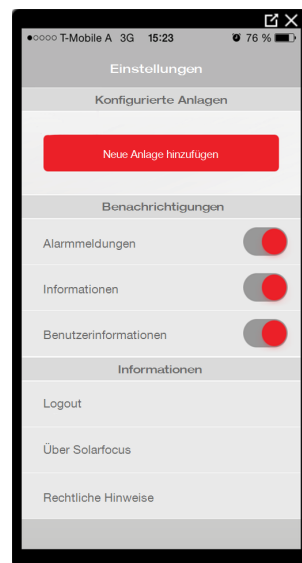 ●○○○○ T-Mobile A 3G 15:23 76 %
Einstellungen
Konfigurierte Anlagen
Neue Anlage hinzufügen
Benachrichtigungen
Alarmmeldungen
Informationen
Benutzerinformationen
Informationen
Logout
Über Solarfocus
Rechtliche Hinweise